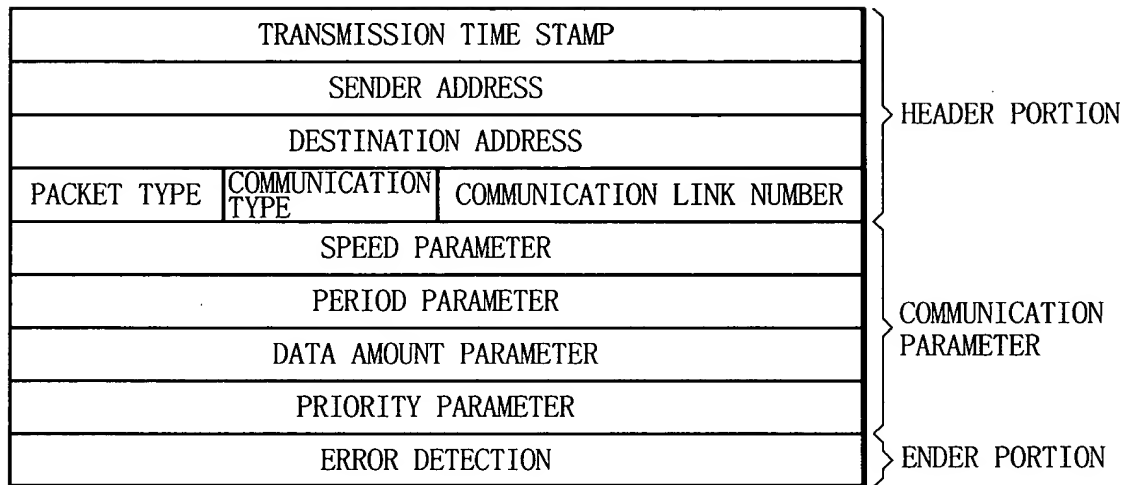 TRANSMISSION TIME STAMP
SENDER ADDRESS
DESTINATION ADDRESS
HEADER PORTION
PACKET TYPE
COMMUNICATION
TYPE
COMMUNICATION LINK NUMBER
SPEED PARAMETER
PERIOD PARAMETER
DATA AMOUNT PARAMETER
PRIORITY PARAMETER
COMMUNICATION
PARAMETER
ERROR DETECTION
ENDER PORTION